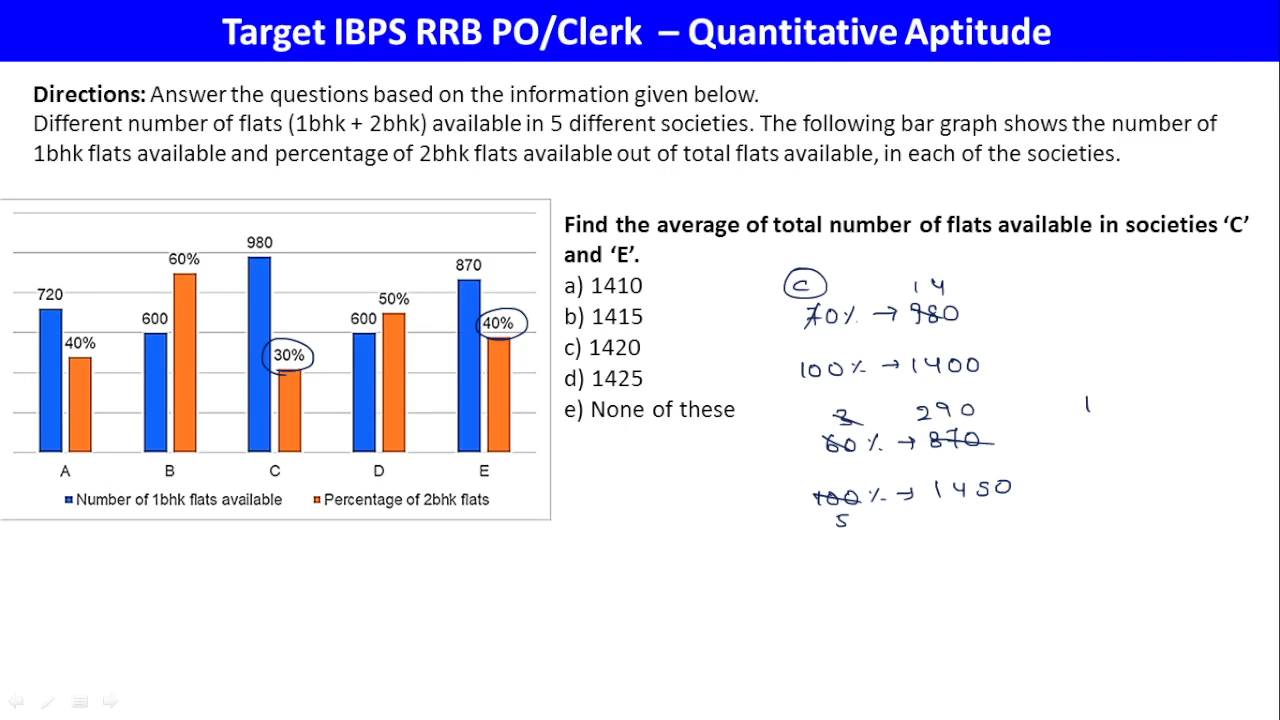 Target IBPS RRB PO/Clerk – Quantitative Aptitude
Directions: Answer the questions based on the information given below.
Different number of flats (1bhk + 2bhk) available in 5 different societies. The following bar graph shows the number of
1bhk flats available and percentage of 2bhk flats available out of total flats available, in each of the societies.
980
870
60%
720
600
50%
600
40%
40%
30%
A
B
C
D
E
Number of 1bhk flats available
Percentage of 2bhk flats
Find the average of total number of flats available in societies ‘C’
and ‘E’.
a) 1410
b) 1415
c) 1420
d) 1425
e) None of these
C
14
70% → 980
100% → 1400
3 290
60% → 870
100% → 1450
5
1